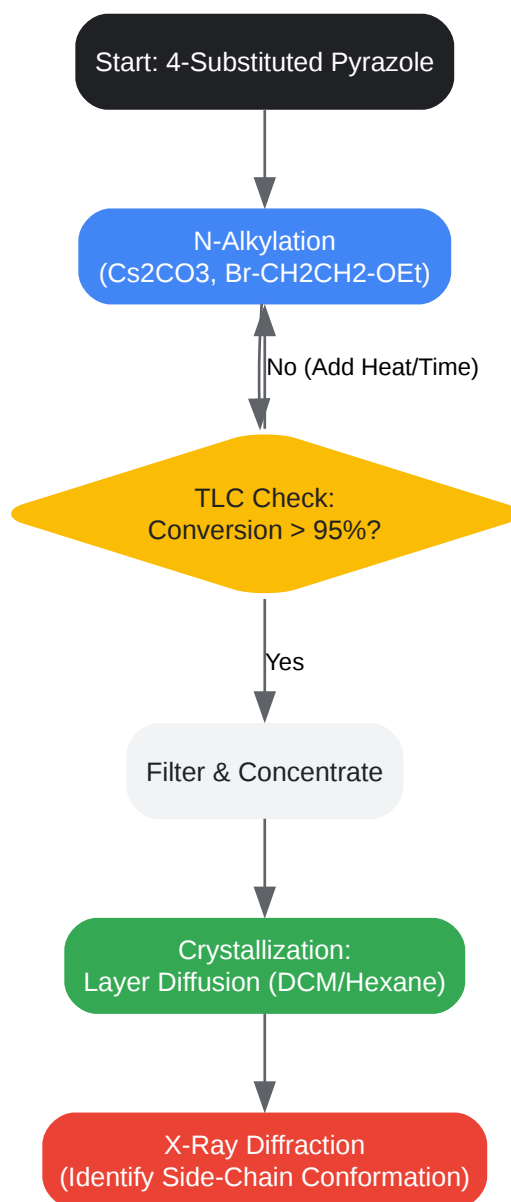 Start: 4-Substituted Pyrazole
N-Alkylation
(Cs2CO3, Br-CH2CH2-OEt)
No (Add Heat/Time)
TLC Check:
Conversion > 95%?
Yes
Filter & Concentrate
Crystallization:
Layer Diffusion (DCM/Hexane)
X-Ray Diffraction
(Identify Side-Chain Conformation)